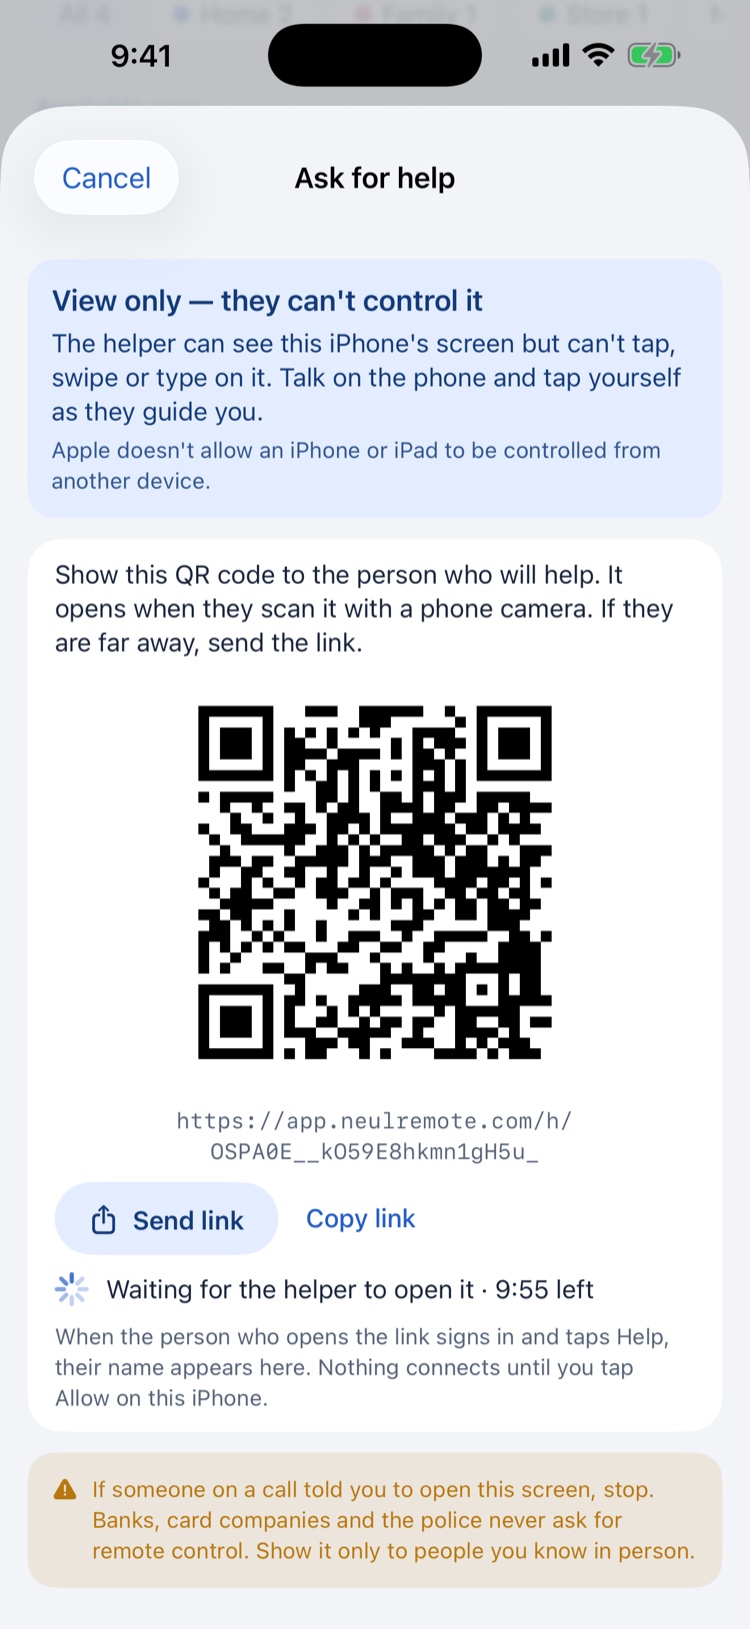 All 4
Home 2
Family 1
Store 1
9:41
Cancel
Ask for help
View only — they can't control it
The helper can see this iPhone's screen but can't tap,
swipe or type on it. Talk on the phone and tap yourself
as they guide you.
Apple doesn't allow an iPhone or iPad to be controlled from
another device.
Show this QR code to the person who will help. It
opens when they scan it with a phone camera. If they
are far away, send the link.
https://app.neulremote.com/h/
OSPA0E__kO59E8hkmn1gH5u_
Send link
Copy link
Waiting for the helper to open it · 9:55 left
When the person who opens the link signs in and taps Help,
their name appears here. Nothing connects until you tap
Allow on this iPhone.
If someone on a call told you to open this screen, stop.
Banks, card companies and the police never ask for
remote control. Show it only to people you know in person.